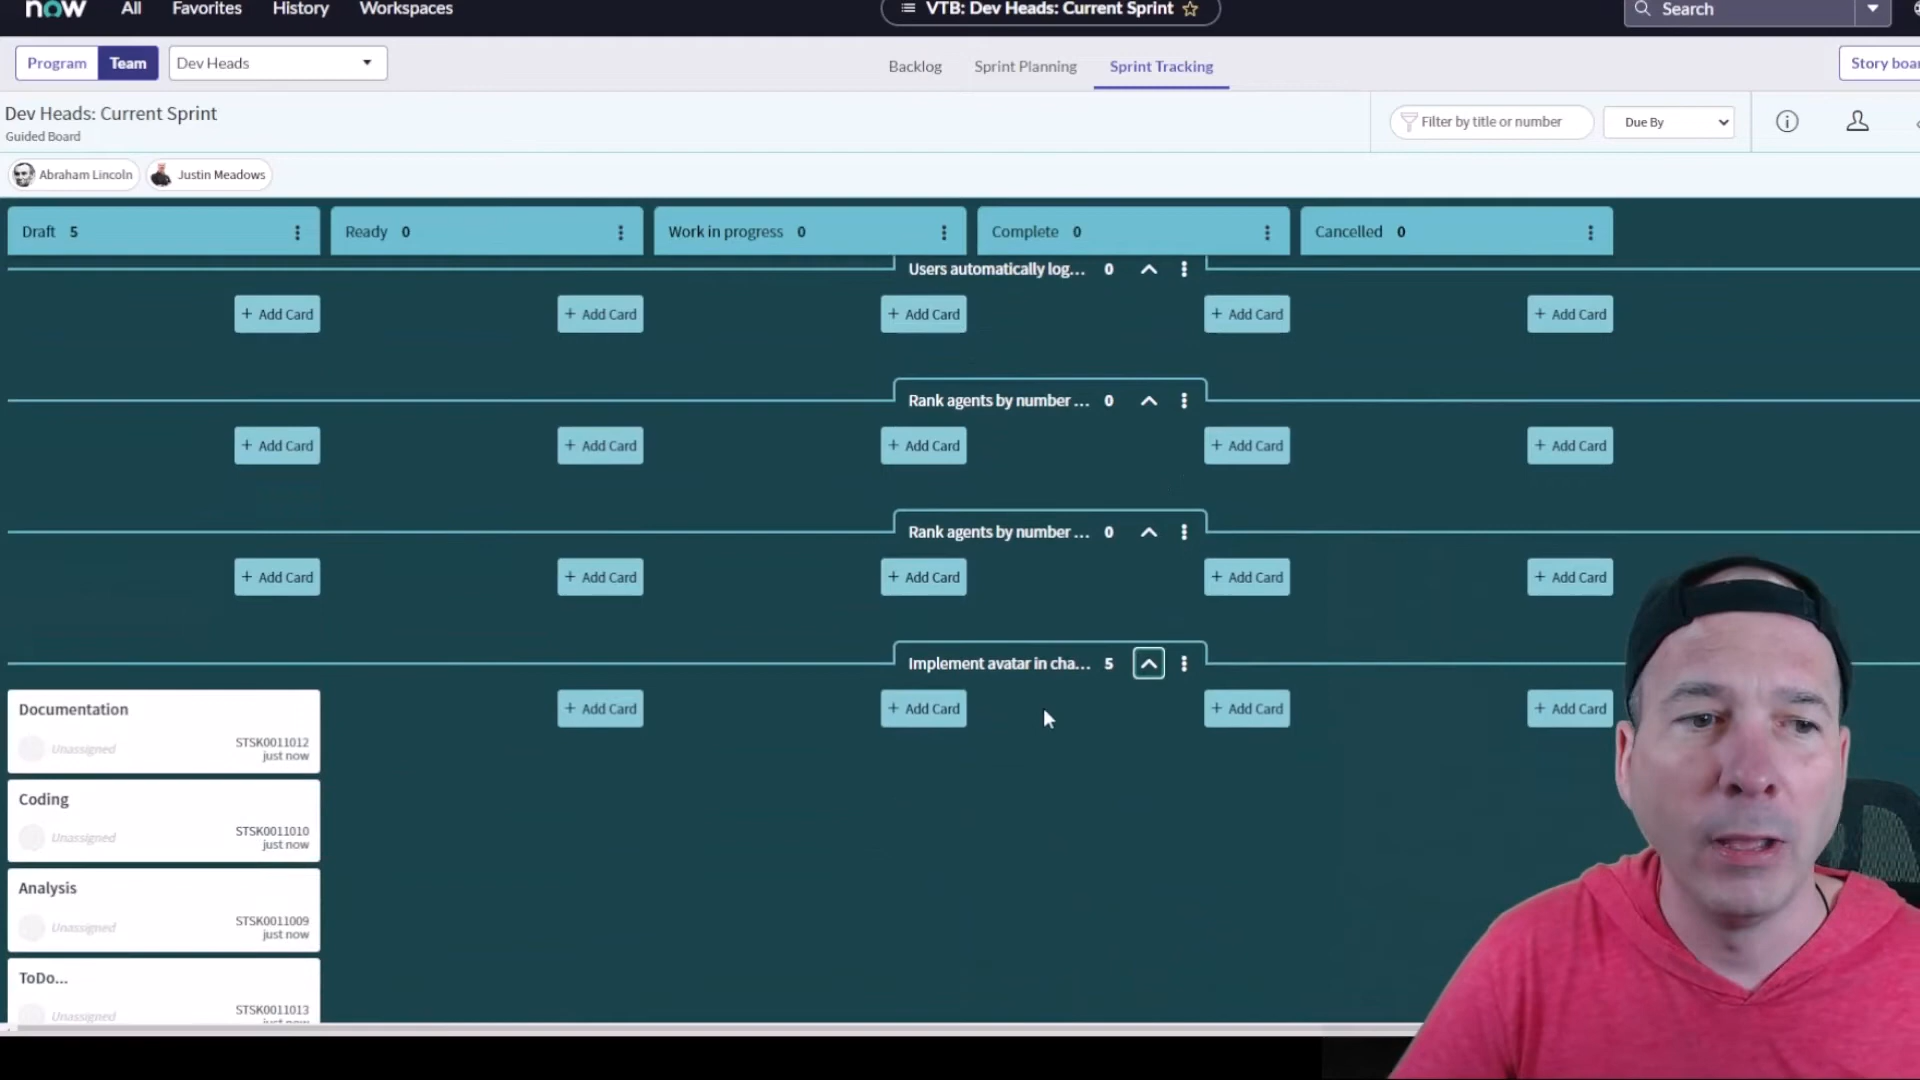 now All Favorites History Workspaces VTB: Dev Heads: Current Sprint Search
Program Team Dev Heads Backlog Sprint Planning Sprint Tracking Story boar
Dev Heads: Current Sprint
Guided Board
Filter by title or number Due By
Abraham Lincoln Justin Meadows
Draft 5 Ready 0 Work in progress 0 Complete 0 Cancelled 0
Users automatically log... 0
+ Add Card + Add Card + Add Card + Add Card + Add Card
Rank agents by number ... 0
+ Add Card + Add Card + Add Card + Add Card + Add Card
Rank agents by number ... 0
+ Add Card + Add Card + Add Card + Add Card + Add Card
Implement avatar in cha... 5
+ Add Card + Add Card + Add Card + Add Card
Documentation
Unassigned STSK0011012
just now
Coding
Unassigned STSK0011010
just now
Analysis
Unassigned STSK0011009
just now
ToDo...
Unassigned STSK0011013
just now